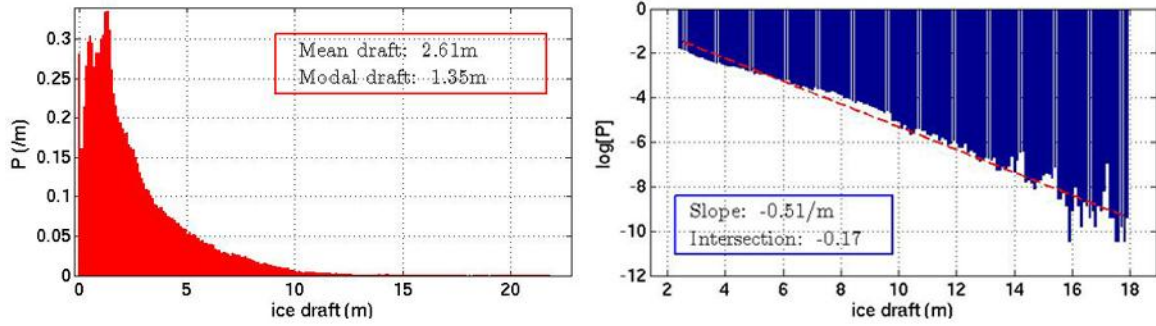 0.3
0.25
0.2
0.15
0.1
0.05
0
P (/m)
Mean draft: 2.61m
Modal draft: 1.35m
0 5 10 15 20
ice draft (m)
0
-2
-4
-6
-8
-10
-12
log[P]
Slope: -0.51/m
Intersection: -0.17
2 4 6 8 10 12 14 16 18
ice draft (m)